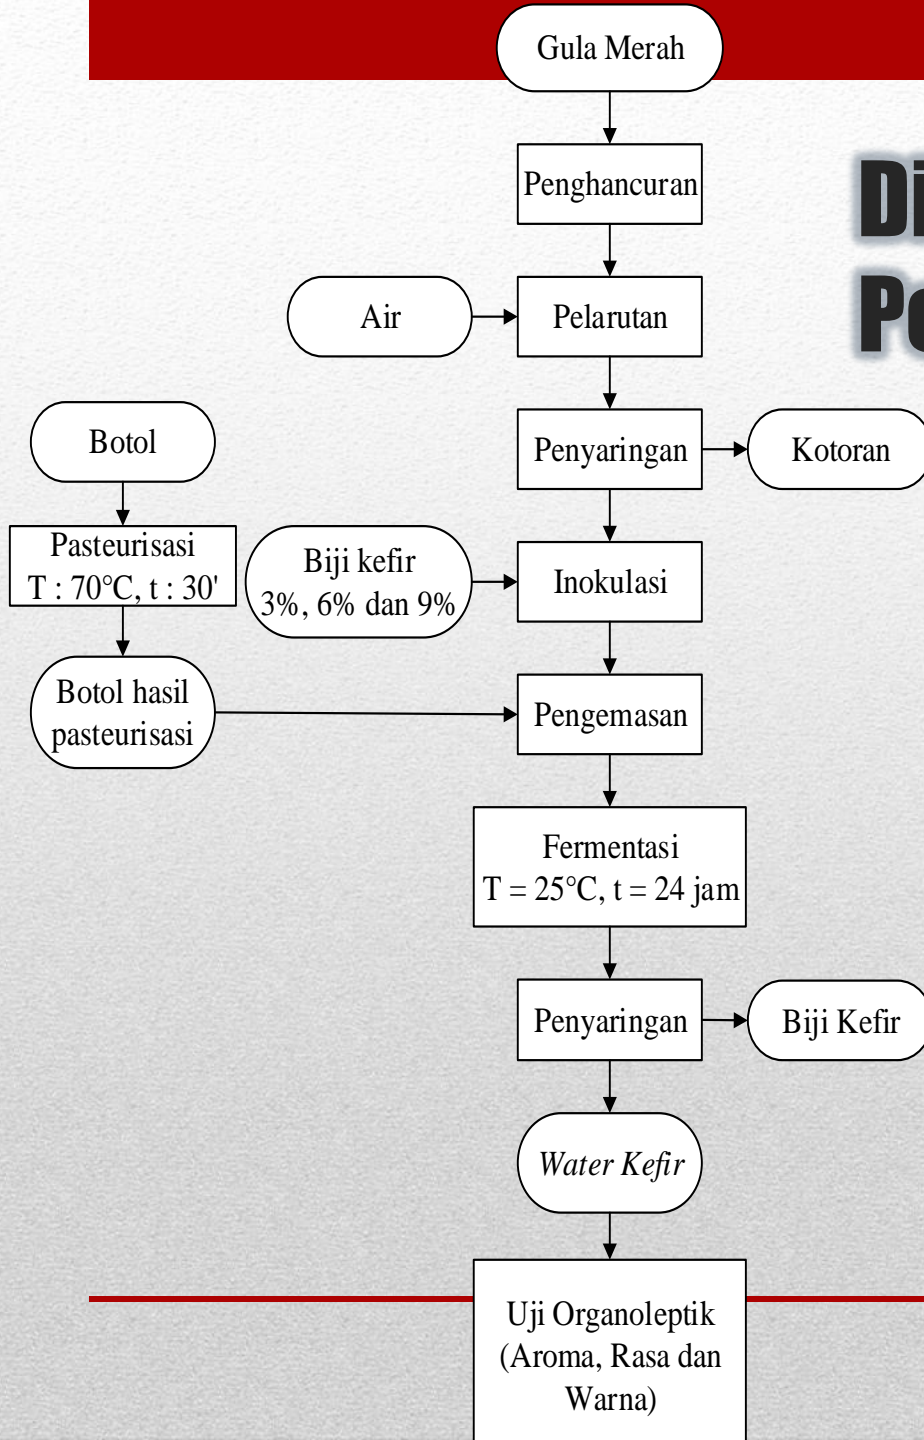 Gula Merah
Penghancuran
Air
Pelarutan
Penyaringan
Kotoran
Botol
Pasteurisasi
T : 70°C, t : 30'
Biji kefir
3%, 6% dan 9%
Inokulasi
Botol hasil
pasteurisasi
Pengemasan
Fermentasi
T = 25°C, t = 24 jam
Penyaringan
Biji Kefir
Water Kefir
Uji Organoleptik
(Aroma, Rasa dan
Warna)